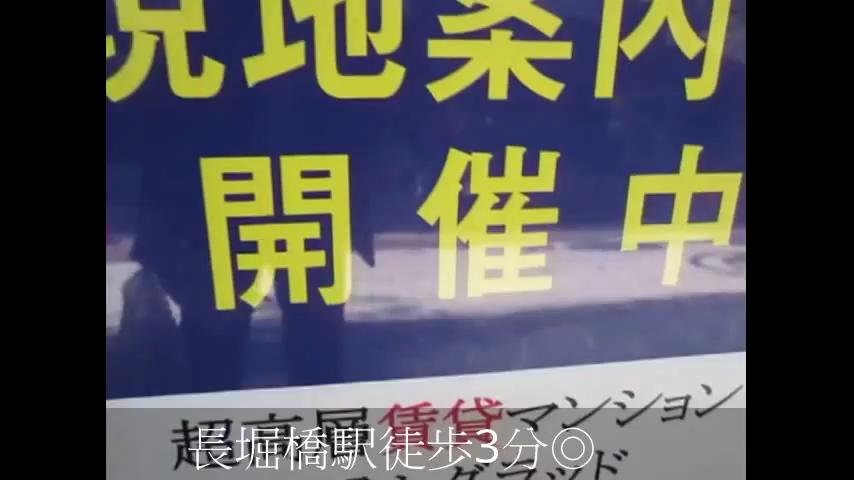 現地案内
開催中
超高層賃貸マンション
長堀橋駅徒歩3分◎